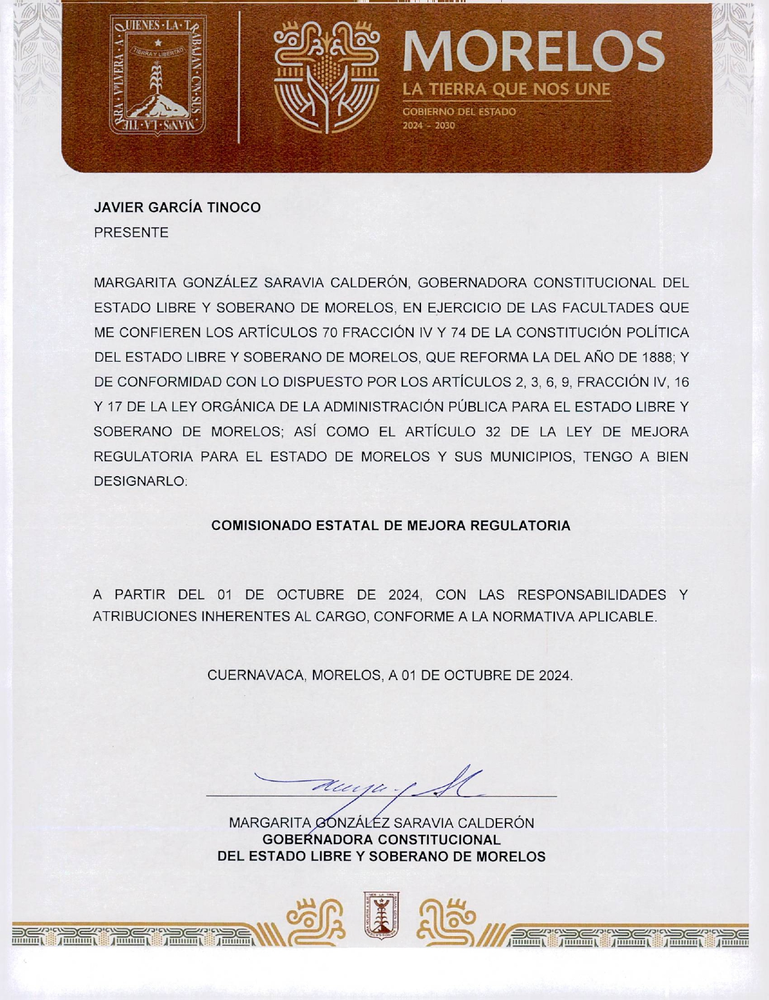 QUIENES·LA·TRABAJAN·CºN·SUS·MANºS·LA·TIERRA·VºLVERA·A·
TIERRA Y LIBERTAD
MORELOS
LA TIERRA QUE NOS UNE
GOBIERNO DEL ESTADO
2024 - 2030
JAVIER GARCÍA TINOCO
PRESENTE
MARGARITA GONZÁLEZ SARAVIA CALDERÓN, GOBERNADORA CONSTITUCIONAL DEL
ESTADO LIBRE Y SOBERANO DE MORELOS, EN EJERCICIO DE LAS FACULTADES QUE
ME CONFIEREN LOS ARTÍCULOS 70 FRACCIÓN IV Y 74 DE LA CONSTITUCIÓN POLÍTICA
DEL ESTADO LIBRE Y SOBERANO DE MORELOS, QUE REFORMA LA DEL AÑO DE 1888; Y
DE CONFORMIDAD CON LO DISPUESTO POR LOS ARTÍCULOS 2, 3, 6, 9, FRACCIÓN IV, 16
Y 17 DE LA LEY ORGÁNICA DE LA ADMINISTRACIÓN PÚBLICA PARA EL ESTADO LIBRE Y
SOBERANO DE MORELOS; ASÍ COMO EL ARTÍCULO 32 DE LA LEY DE MEJORA
REGULATORIA PARA EL ESTADO DE MORELOS Y SUS MUNICIPIOS, TENGO A BIEN
DESIGNARLO:
COMISIONADO ESTATAL DE MEJORA REGULATORIA
A PARTIR DEL 01 DE OCTUBRE DE 2024, CON LAS RESPONSABILIDADES Y
ATRIBUCIONES INHERENTES AL CARGO, CONFORME A LA NORMATIVA APLICABLE.
CUERNAVACA, MORELOS, A 01 DE OCTUBRE DE 2024.
MARGARITA GONZÁLEZ SARAVIA CALDERÓN
GOBERNADORA CONSTITUCIONAL
DEL ESTADO LIBRE Y SOBERANO DE MORELOS